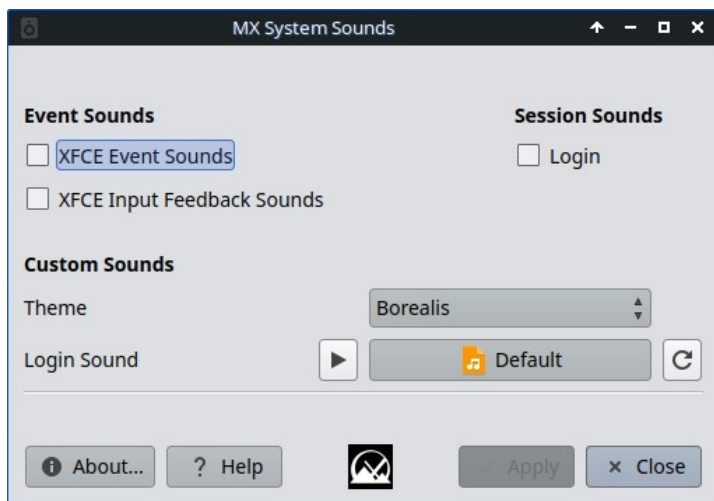 MX System Sounds
Event Sounds
Session Sounds
XFCE Event Sounds
Login
XFCE Input Feedback Sounds
Custom Sounds
Theme
Borealis
Login Sound
Default
About...
? Help
Apply
Close